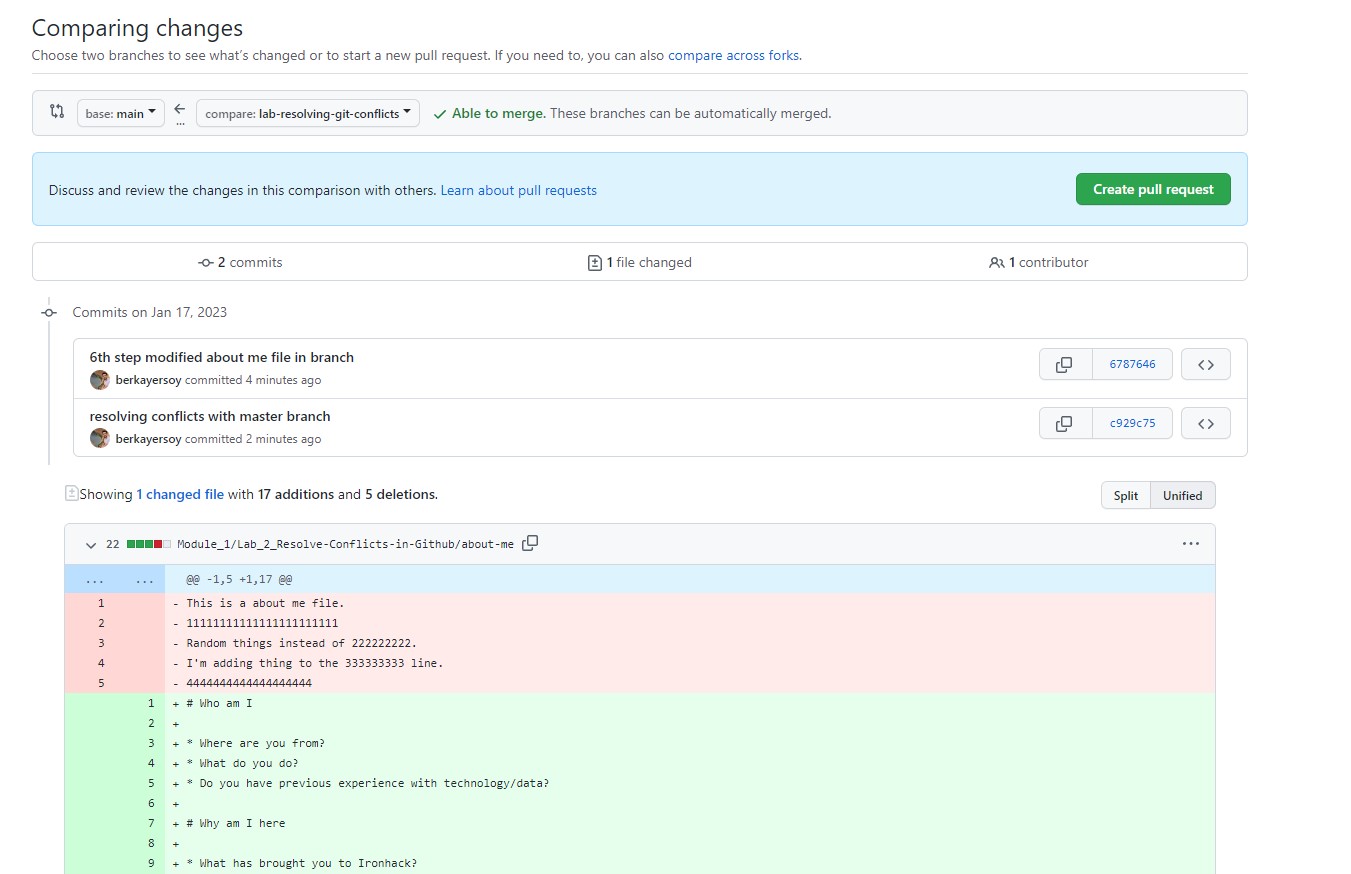 Comparing changes
Choose two branches to see what's changed or to start a new pull request. If you need to, you can also compare across forks.
base: main ... compare: lab-resolving-git-conflicts Able to merge. These branches can be automatically merged.
Discuss and review the changes in this comparison with others. Learn about pull requests Create pull request
2 commits 1 file changed 1 contributor
Commits on Jan 17, 2023
6th step modified about me file in branch
berkayersoy committed 4 minutes ago 6787646
resolving conflicts with master branch
berkayersoy committed 2 minutes ago c929c75
Showing 1 changed file with 17 additions and 5 deletions. Split Unified
22 Module_1/Lab_2_Resolve-Conflicts-in-Github/about-me ...
... ... @@ -1,5 +1,17 @@
1 - This is a about me file.
2 - 11111111111111111111111
3 - Random things instead of 222222222.
4 - I'm adding thing to the 333333333 line.
5 - 4444444444444444444
1 + # Who am I
2 +
3 + * Where are you from?
4 + * What do you do?
5 + * Do you have previous experience with technology/data?
6 +
7 + # Why am I here
8 +
9 + * What has brought you to Ironhack?